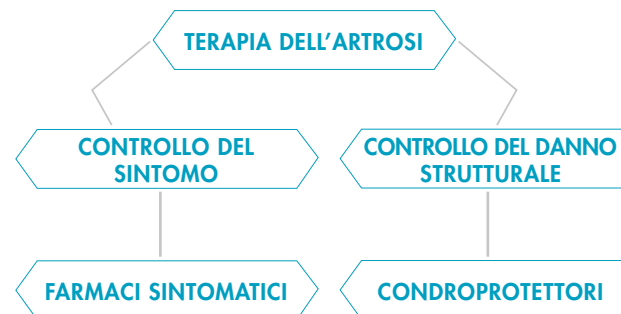 TERAPIA DELL’ARTROSI
CONTROLLO DEL
SINTOMO
CONTROLLO DEL DANNO
STRUTTURALE
FARMACI SINTOMATICI
CONDROPROTETTORI